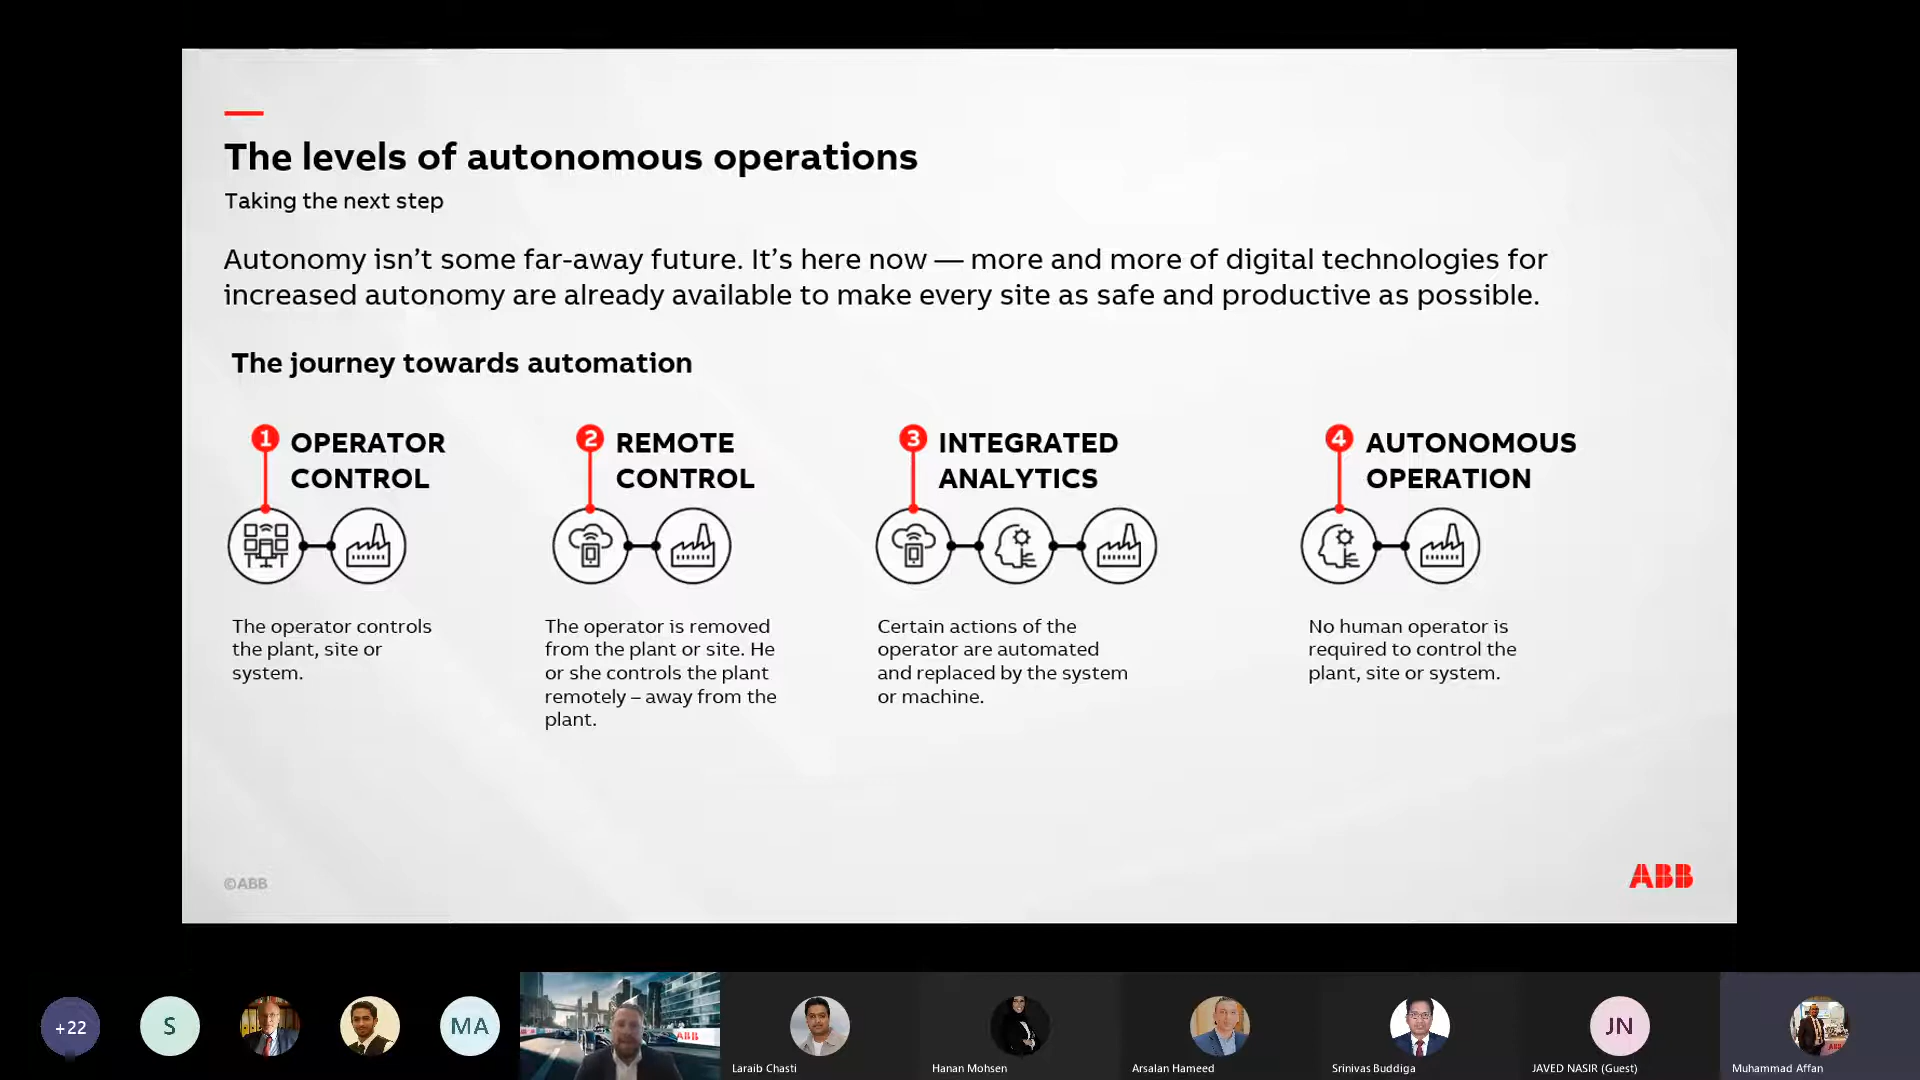 The levels of autonomous operations
Taking the next step
Autonomy isn’t some far-away future. It’s here now — more and more of digital technologies for
increased autonomy are already available to make every site as safe and productive as possible.
The journey towards automation
1 OPERATOR
CONTROL
The operator controls
the plant, site or
system.
2 REMOTE
CONTROL
The operator is removed
from the plant or site. He
or she controls the plant
remotely – away from the
plant.
3 INTEGRATED
ANALYTICS
Certain actions of the
operator are automated
and replaced by the system
or machine.
4 AUTONOMOUS
OPERATION
No human operator is
required to control the
plant, site or system.
©ABB
ABB
+22
S
MA
ABB
Laraib Chasti
Hanan Mohsen
Arsalan Hameed
Srinivas Buddiga
JN
JAVED NASIR (Guest)
Muhammad Affan